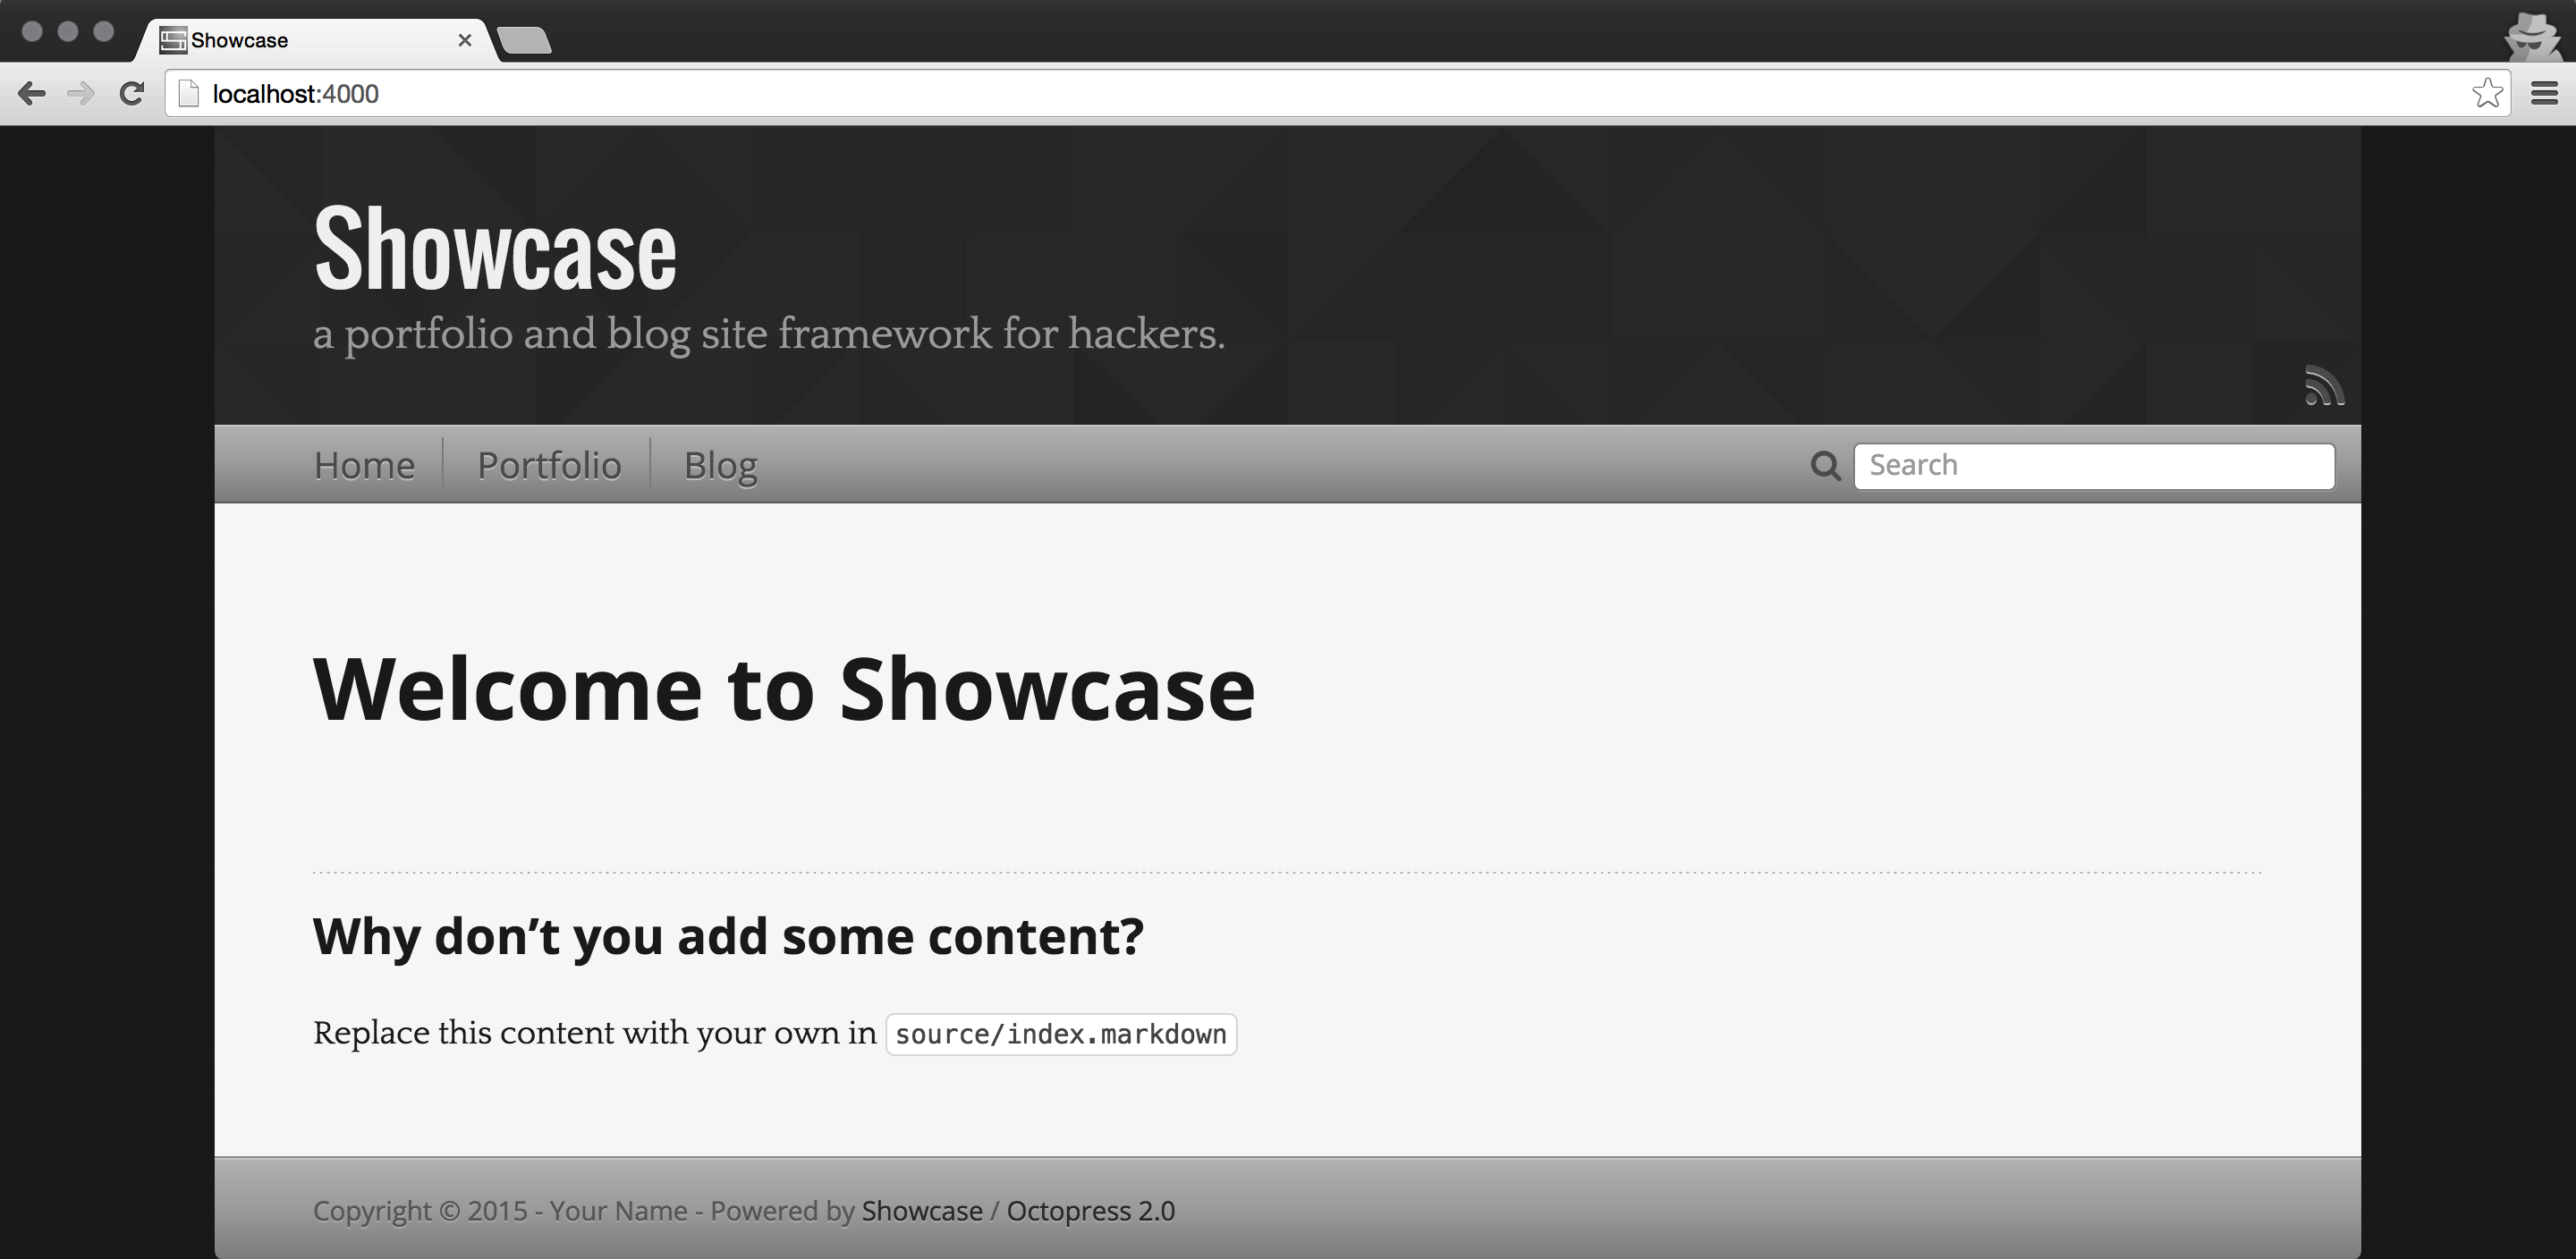 Showcase
localhost:4000
Showcase
a portfolio and blog site framework for hackers.
Home Portfolio Blog Search
Welcome to Showcase
Why don’t you add some content?
Replace this content with your own in source/index.markdown
Copyright © 2015 - Your Name - Powered by Showcase / Octopress 2.0